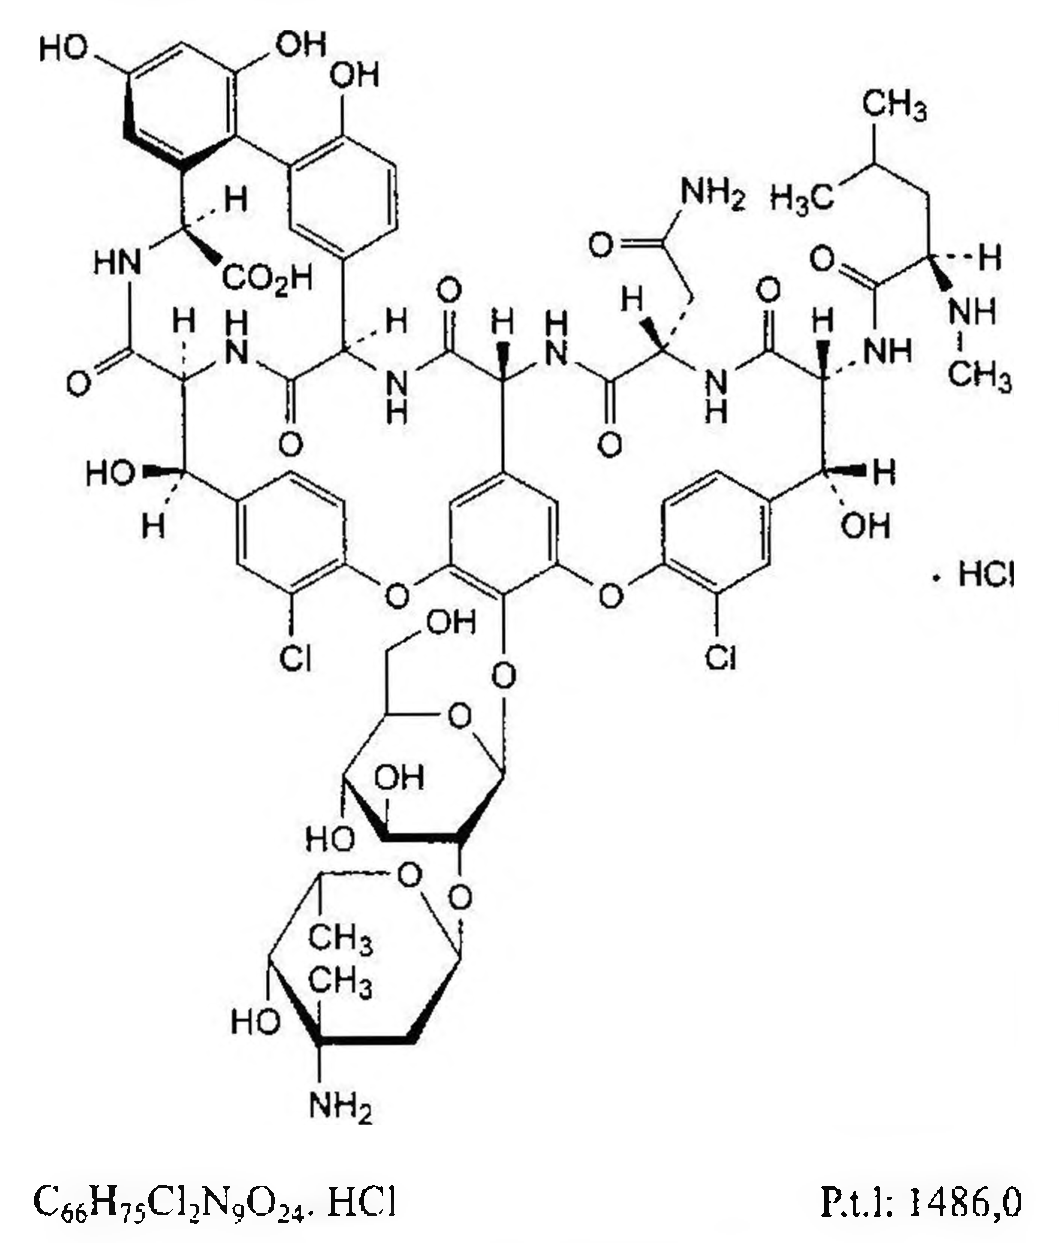 HO
OH
OH
CH₃
NH₂
H₃C
H
HN
CO₂H
O
O
H
O
H
H
H
N
H
O
H
H
N
H
O
H
NH
NH
CH₃
O
N
H
O
O
N
H
HO
H
H
OH
· HCl
O
O
Cl
OH
Cl
O
O
OH
HO
O
O
CH₃
CH₃
HO
NH₂
C₆₆H₇₅Cl₂N₉O₂₄. HCl
P.t.l: 1486,0